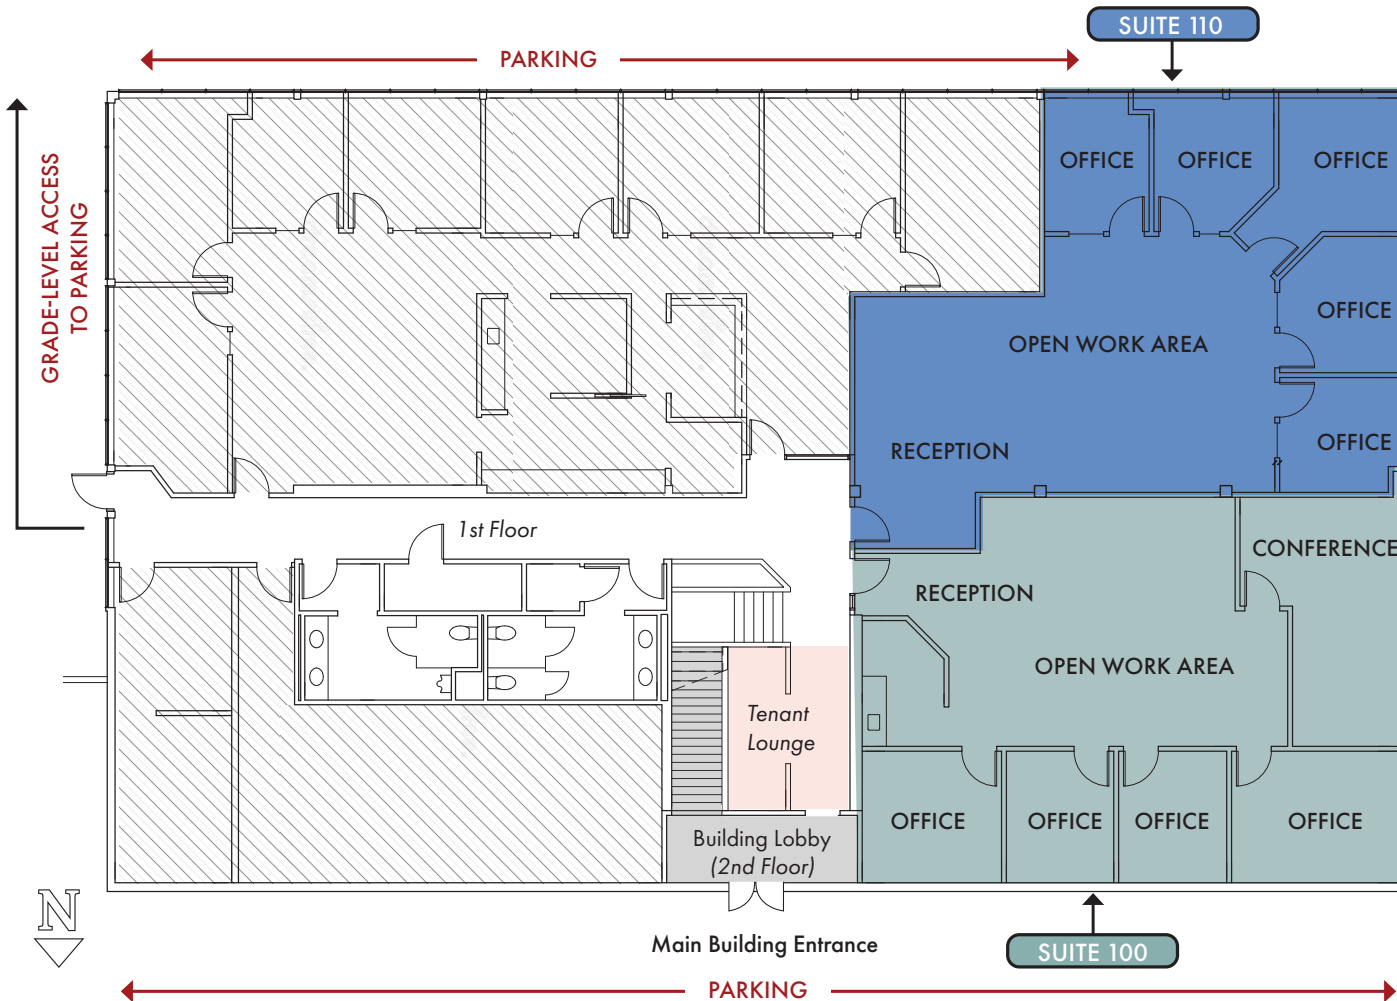 SUITE 110
PARKING
GRADE-LEVEL ACCESS
TO PARKING
OFFICE
OFFICE
OFFICE
OFFICE
OPEN WORK AREA
OFFICE
RECEPTION
1st Floor
CONFERENCE
RECEPTION
OPEN WORK AREA
Tenant
Lounge
OFFICE
OFFICE
OFFICE
OFFICE
Building Lobby
(2nd Floor)
N
Main Building Entrance
SUITE 100
PARKING